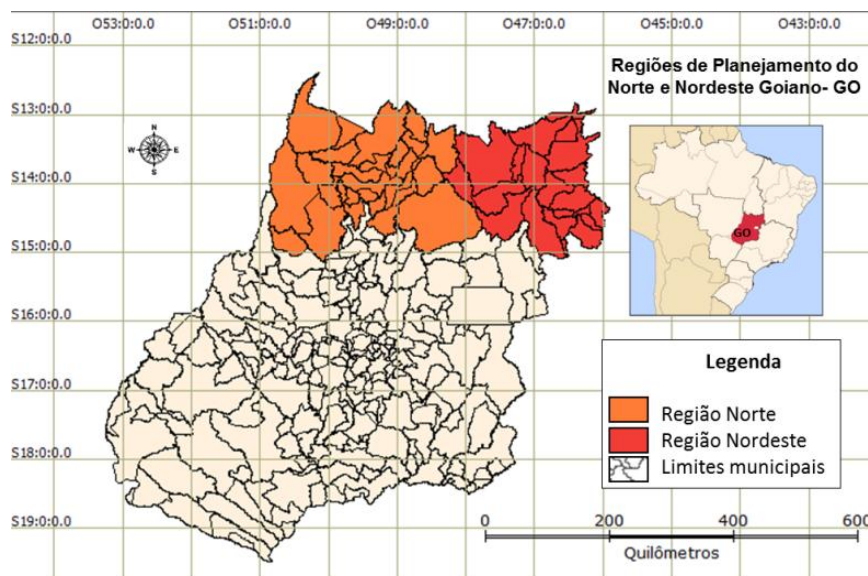 O53:0:0.0 O51:0:0.0 O49:0:0.0 O47:0:0.0 O45:0:0.0 O43:0:0.0
S12:0:0.0
Regiões de Planejamento do
Norte e Nordeste Goiano- GO
S13:0:0.0
N
W E
S
S14:0:0.0
GO
S15:0:0.0
S16:0:0.0
Legenda
S17:0:0.0
Região Norte
Região Nordeste
Limites municipais
S18:0:0.0
S19:0:0.0
0 200 400 600
Quilômetros